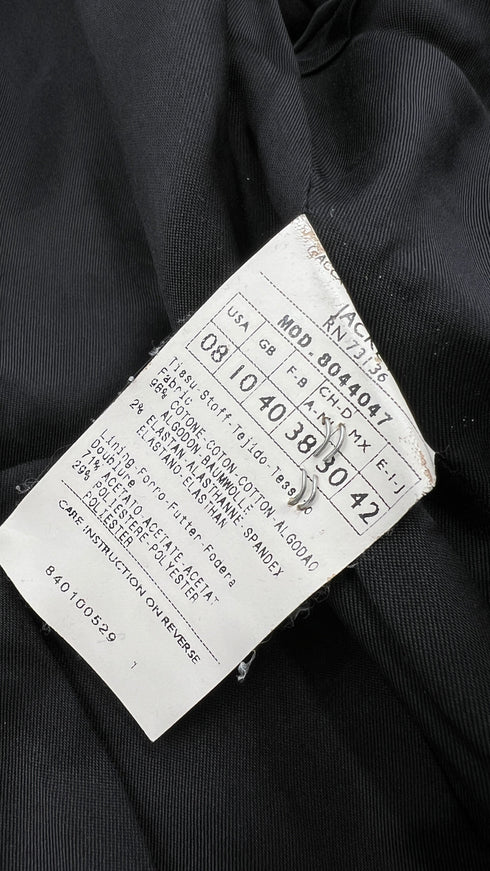 JACK
RN 73136
MOD. 8044047
USA GB F-B CH-D MX E-I-J
08 10 40 38 30 42
Tissu-Stoff-Tejido-
Fabric
98% COTONE-COTON-COTTON-ALGODAO
ALGODON-BAUMWOLLE
2% ELASTAN-ELASTHANNE-SPANDEX
ELASTANO-ELASTHAN
Lining-Forro-Futter-Fodera
Doublure
71% ACETATO-ACETATE-ACETAT
29% POLIESTERE-POLYESTER
POLIESTER
CARE INSTRUCTION ON REVERSE
840100529 1